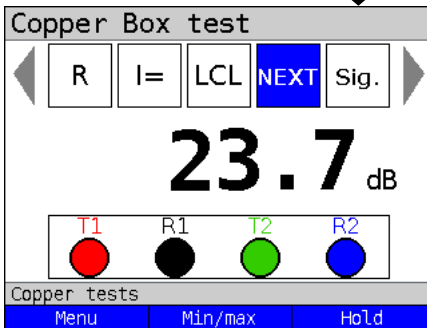 Copper Box test
R I= LCL NEXT Sig.
23.7 dB
T1 R1 T2 R2
Copper tests
Menu Min/max Hold